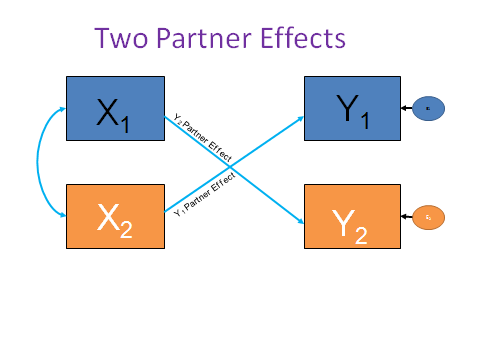 Two Partner Effects
X1
Y1
Y2 Partner Effect
Y1 Partner Effect
X2
Y2